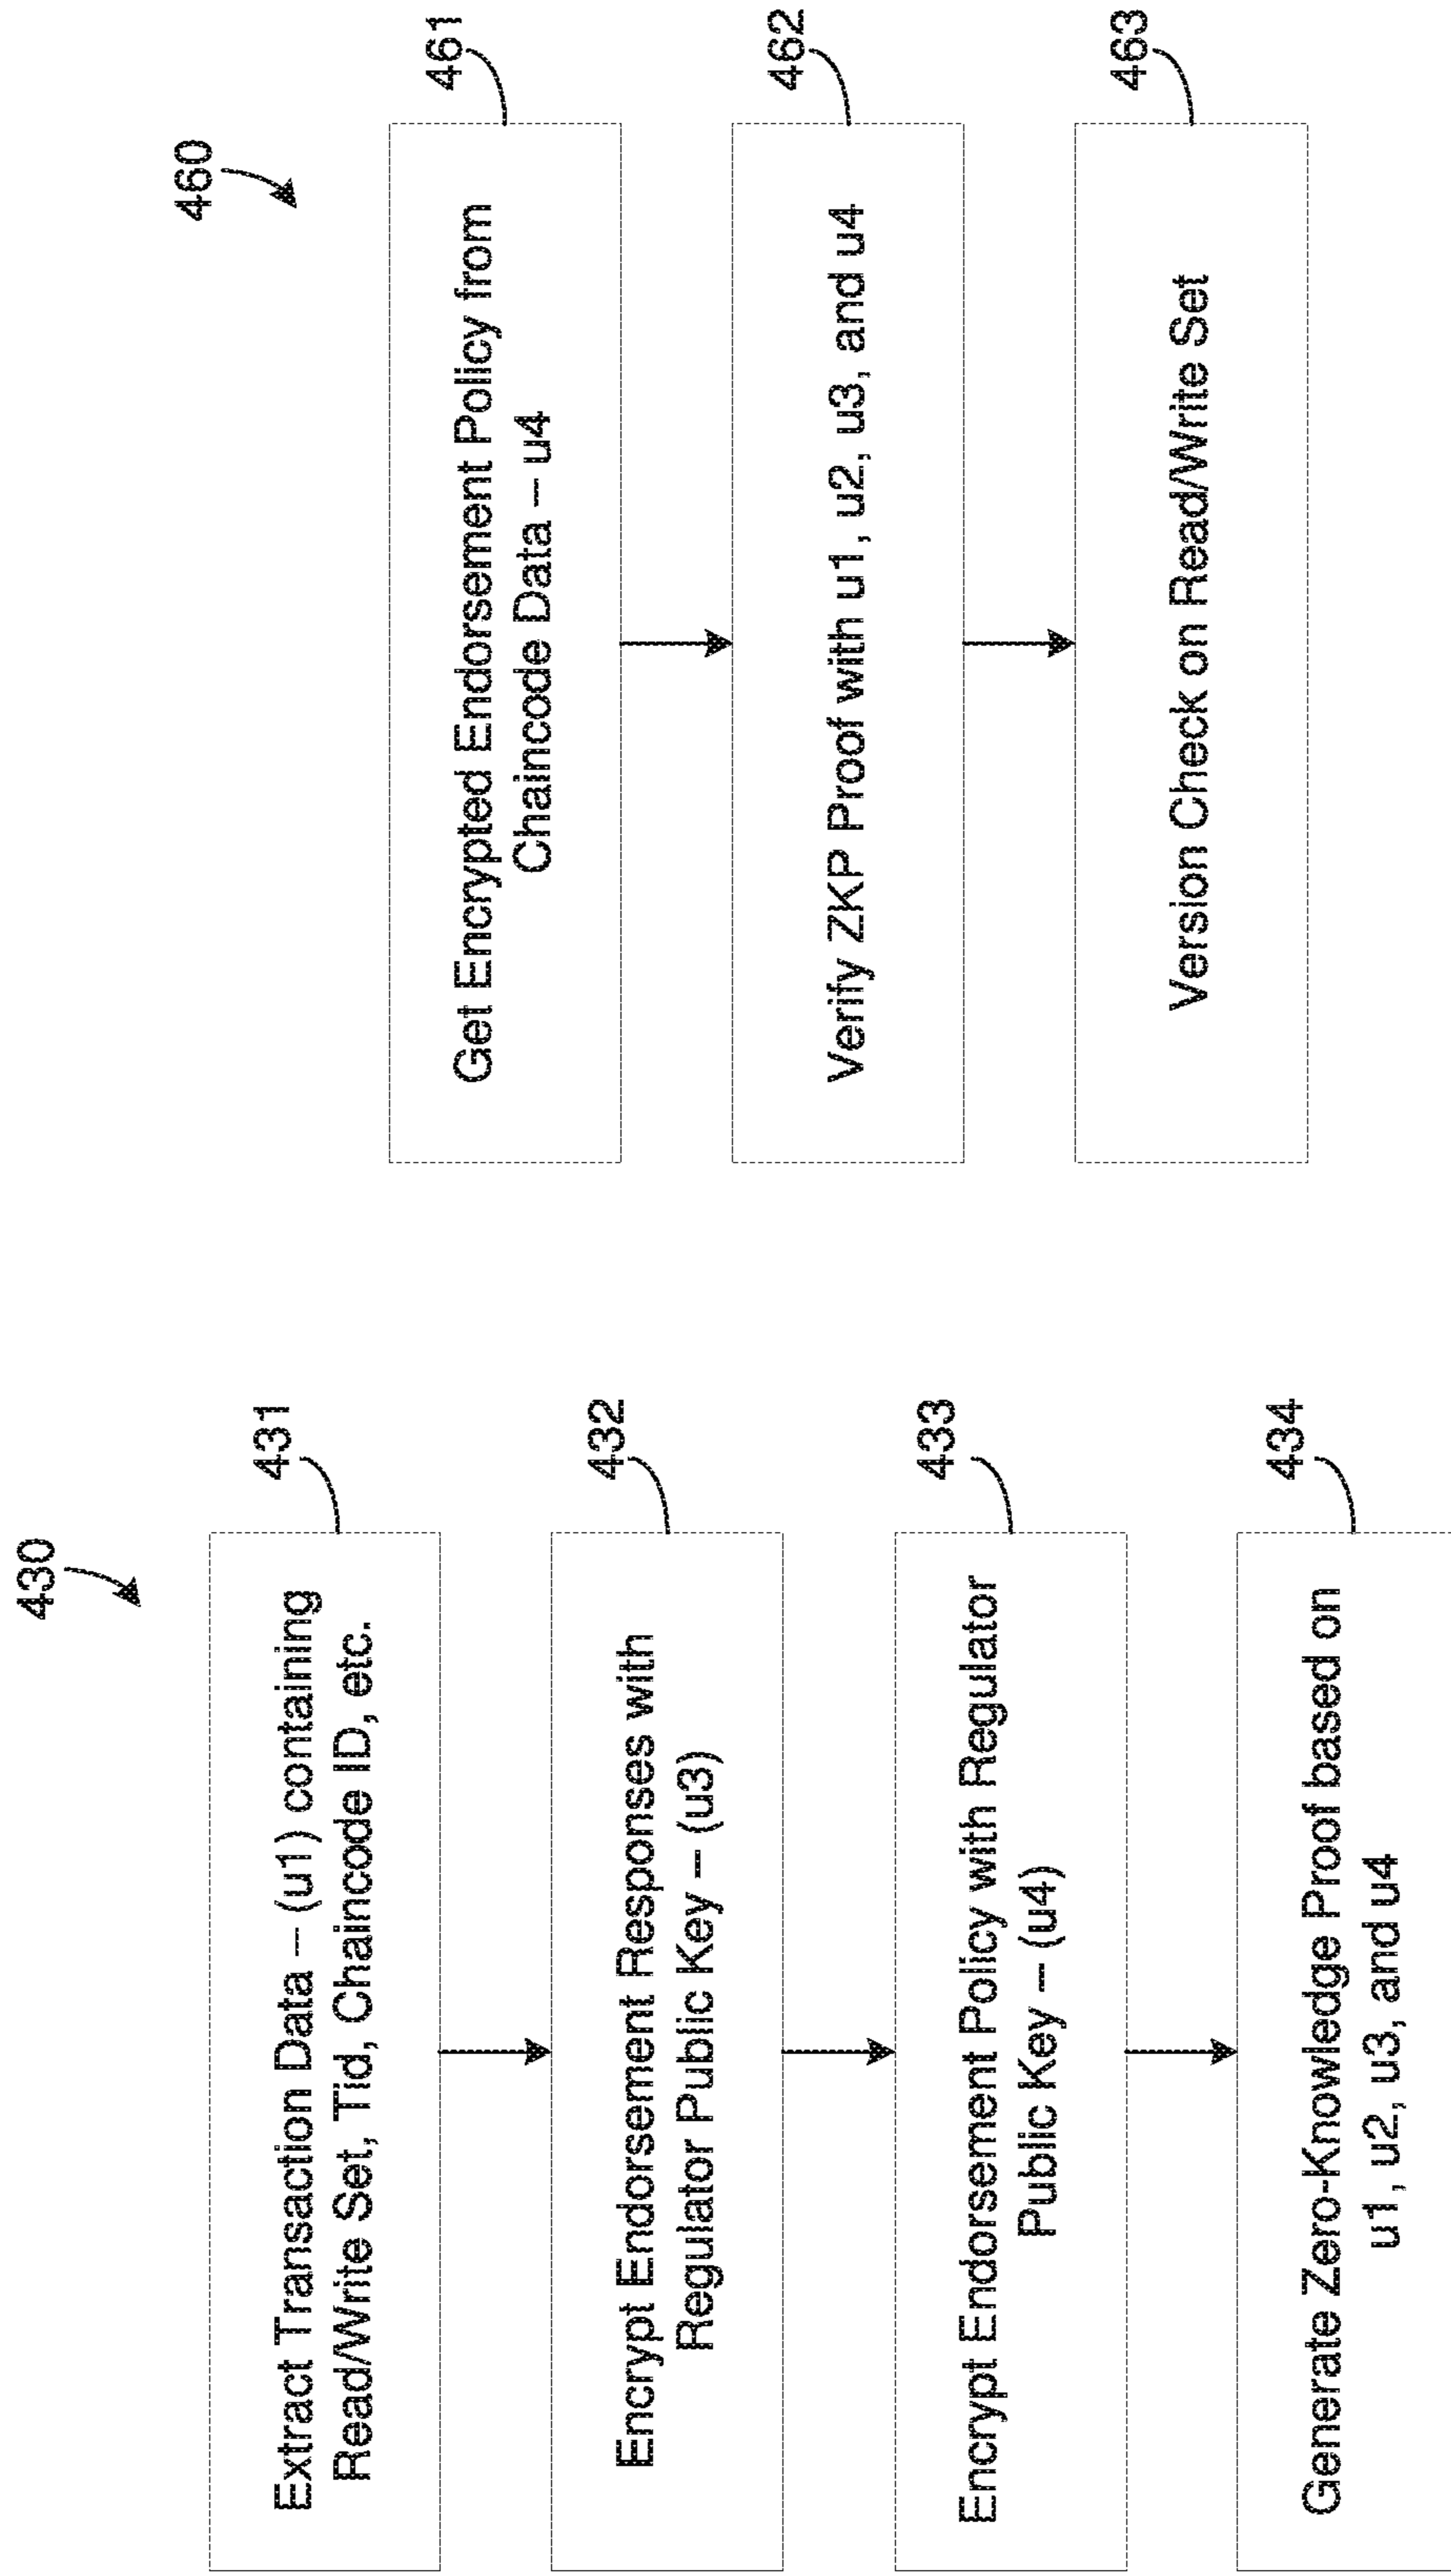 430
Extract Transaction Data – (u1) containing
Read/Write Set, Tid, Chaincode ID, etc.
431
Encrypt Endorsement Responses with
Regulator Public Key – (u3)
432
Encrypt Endorsement Policy with Regulator
Public Key – (u4)
433
Generate Zero-Knowledge Proof based on
u1, u2, u3, and u4
434
460
Get Encrypted Endorsement Policy from
Chaincode Data – u4
461
Verify ZKP Proof with u1, u2, u3, and u4
462
Version Check on Read/Write Set
463